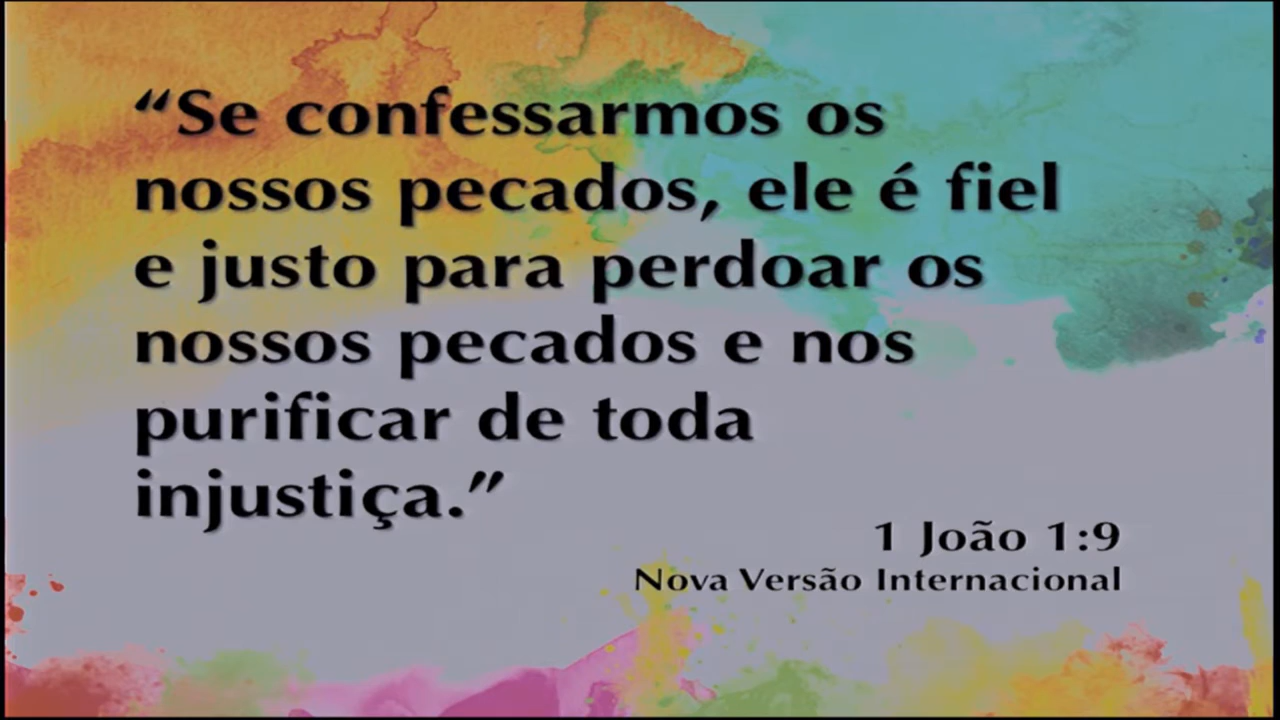 “Se confessarmos os
nossos pecados, ele é fiel
e justo para perdoar os
nossos pecados e nos
purificar de toda
injustiça.”
1 João 1:9
Nova Versão Internacional